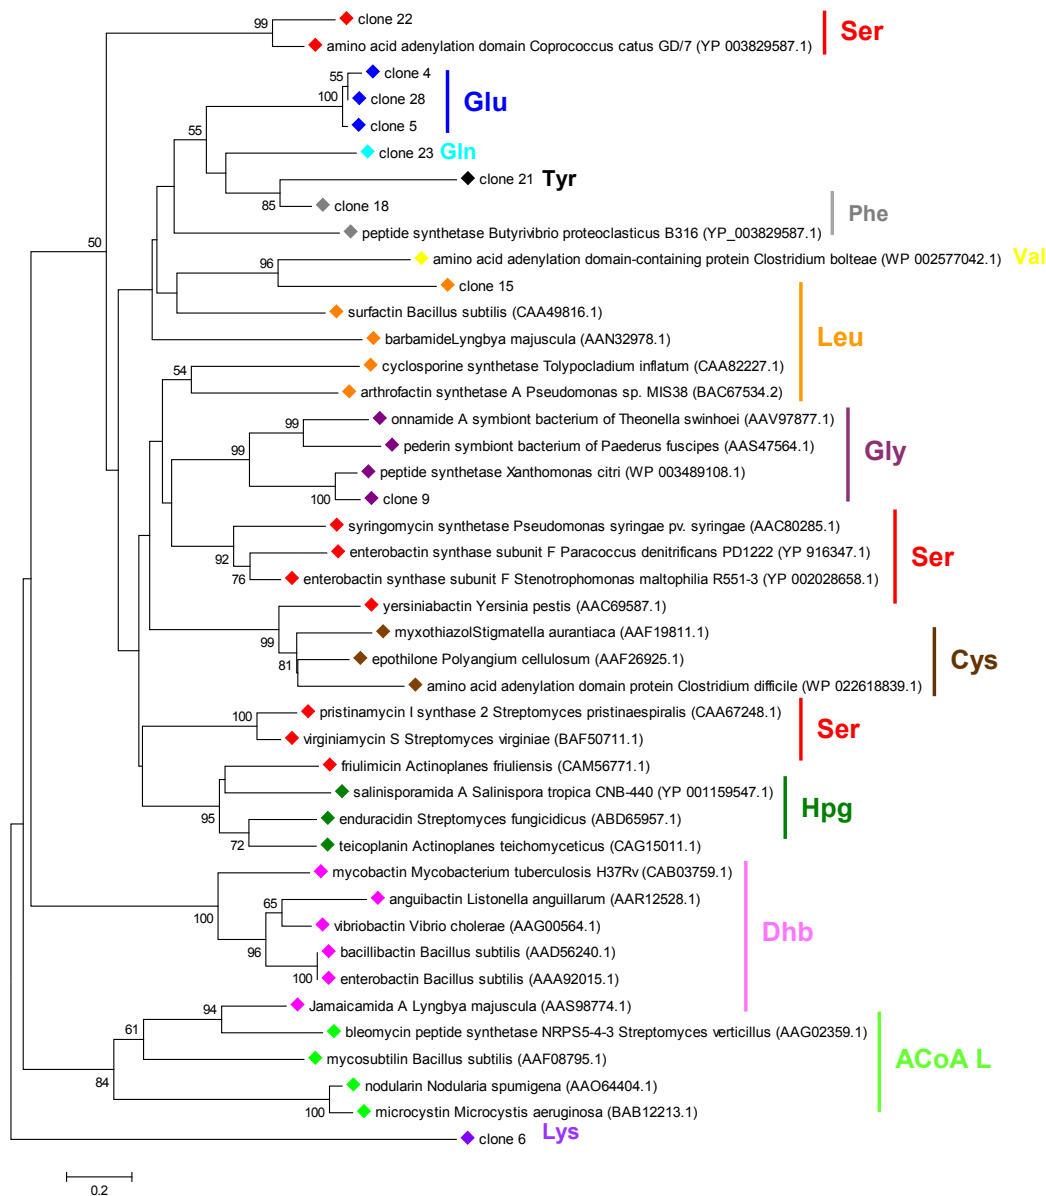 99
clone 22
amino acid adenylation domain Coprococcus catus GD/7 (YP 003829587.1)
Ser
55
clone 4
100
clone 28
clone 5
Glu
55
clone 23
Gln
clone 21
Tyr
85
clone 18
50
peptide synthetase Butyrivibrio proteoclasticus B316 (YP_003829587.1)
Phe
96
amino acid adenylation domain-containing protein Clostridium bolteae (WP 002577042.1)
Val
clone 15
surfactin Bacillus subtilis (CAA49816.1)
barbamideLyngbya majuscula (AAN32978.1)
Leu
54
cyclosporine synthetase Tolypocladium inflatum (CAA82227.1)
arthrofactin synthetase A Pseudomonas sp. MIS38 (BAC67534.2)
99
onnamide A symbiont bacterium of Theonella swinhoei (AAV97877.1)
99
pederin symbiont bacterium of Paederus fuscipes (AAS47564.1)
Gly
peptide synthetase Xanthomonas citri (WP 003489108.1)
100
clone 9
syringomycin synthetase Pseudomonas syringae pv. syringae (AAC80285.1)
92
enterobactin synthase subunit F Paracoccus denitrificans PD1222 (YP 916347.1)
Ser
76
enterobactin synthase subunit F Stenotrophomonas maltophilia R551-3 (YP 002028658.1)
yersiniabactin Yersinia pestis (AAC69587.1)
99
myxothiazolStigmatella aurantiaca (AAF19811.1)
81
epothilone Polyangium cellulosum (AAF26925.1)
Cys
amino acid adenylation domain protein Clostridium difficile (WP 022618839.1)
100
pristinamycin I synthase 2 Streptomyces pristinaespiralis (CAA67248.1)
Ser
virginiamycin S Streptomyces virginiae (BAF50711.1)
friulimicin Actinoplanes friuliensis (CAM56771.1)
salinisporamida A Salinispora tropica CNB-440 (YP 001159547.1)
95
enduracidin Streptomyces fungicidicus (ABD65957.1)
Hpg
72
teicoplanin Actinoplanes teichomyceticus (CAG15011.1)
mycobactin Mycobacterium tuberculosis H37Rv (CAB03759.1)
100
65
anguibactin Listonella anguillarum (AAR12528.1)
vibriobactin Vibrio cholerae (AAG00564.1)
Dhb
96
bacillibactin Bacillus subtilis (AAD56240.1)
100
enterobactin Bacillus subtilis (AAA92015.1)
94
Jamaicamida A Lyngbya majuscula (AAS98774.1)
61
bleomycin peptide synthetase NRPS5-4-3 Streptomyces verticillus (AAG02359.1)
mycosubtilin Bacillus subtilis (AAF08795.1)
ACoA L
84
nodularin Nodularia spumigena (AAO64404.1)
100
microcystin Microcystis aeruginosa (BAB12213.1)
clone 6
Lys
0.2